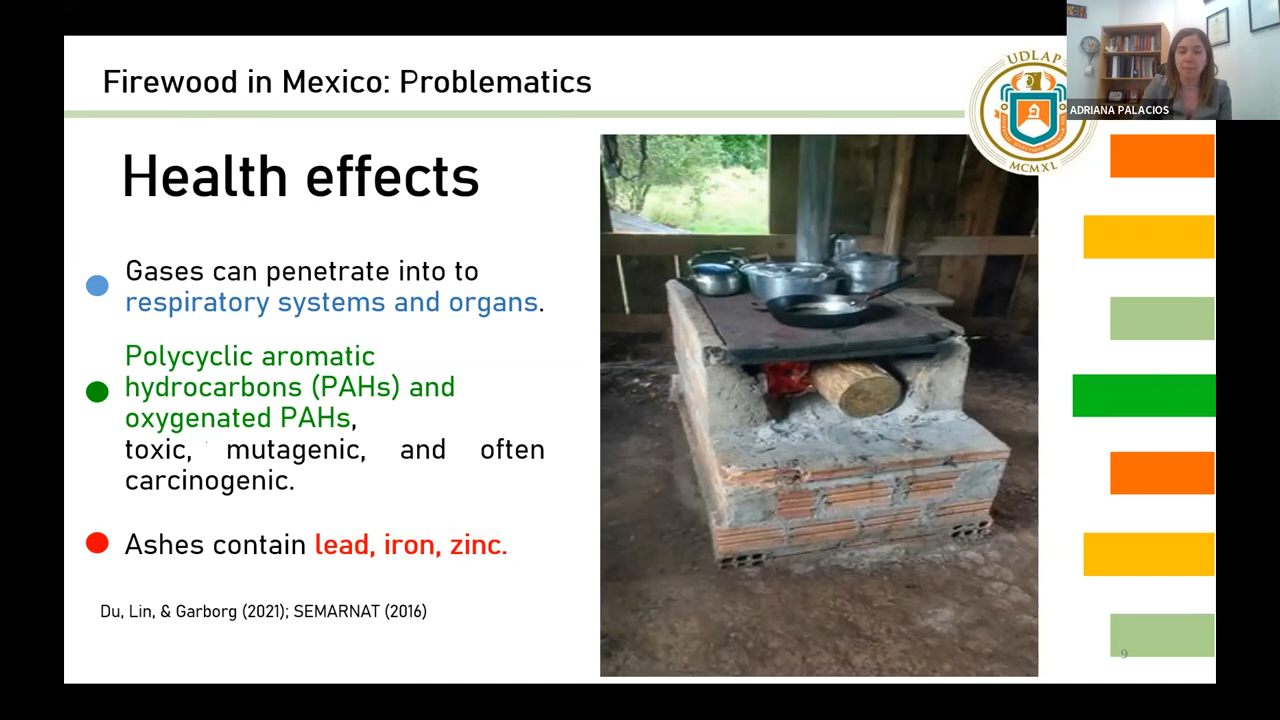 Firewood in Mexico: Problematics
UDLAP
MCMXL
ADRIANA PALACIOS
Health effects
Gases can penetrate into to
respiratory systems and organs.
Polycyclic aromatic
hydrocarbons (PAHs) and
oxygenated PAHs,
toxic, mutagenic, and often
carcinogenic.
Ashes contain lead, iron, zinc.
Du, Lin, & Garborg (2021); SEMARNAT (2016)
9